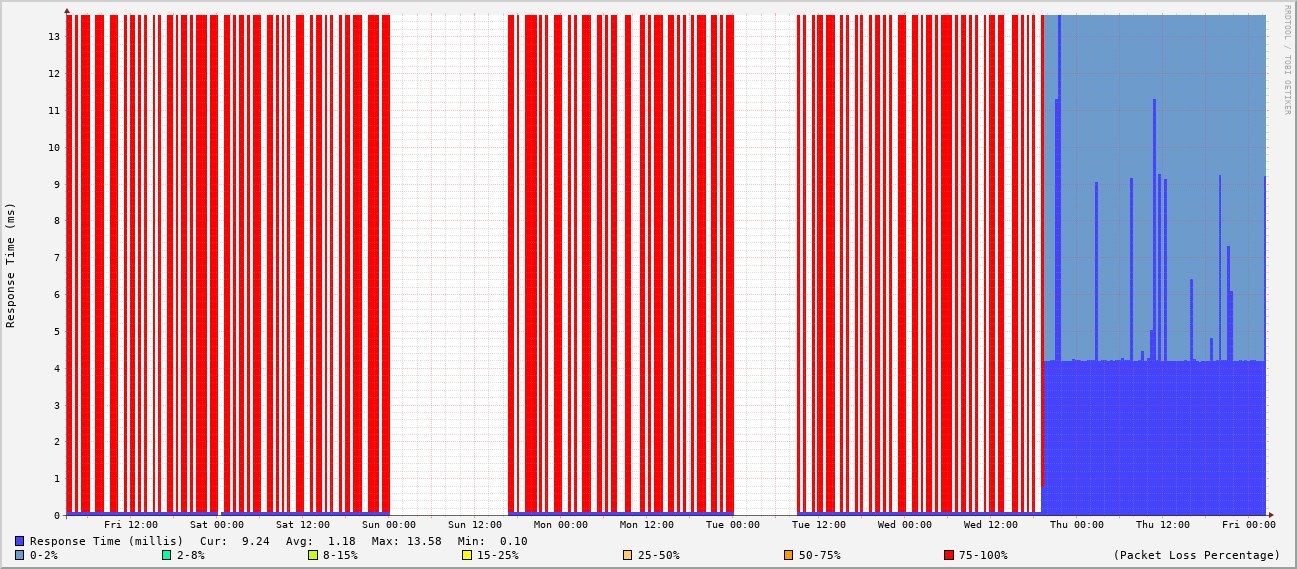 RRDTOOL / TOBI OETIKER
Response Time (ms)
13
12
11
10
9
8
7
6
5
4
3
2
1
0
Fri 12:00 Sat 00:00 Sat 12:00 Sun 00:00 Sun 12:00 Mon 00:00 Mon 12:00 Tue 00:00 Tue 12:00 Wed 00:00 Wed 12:00 Thu 00:00 Thu 12:00 Fri 00:00
Response Time (millis) Cur: 9.24 Avg: 1.18 Max: 13.58 Min: 0.10
0-2% 2-8% 8-15% 15-25% 25-50% 50-75% 75-100% (Packet Loss Percentage)